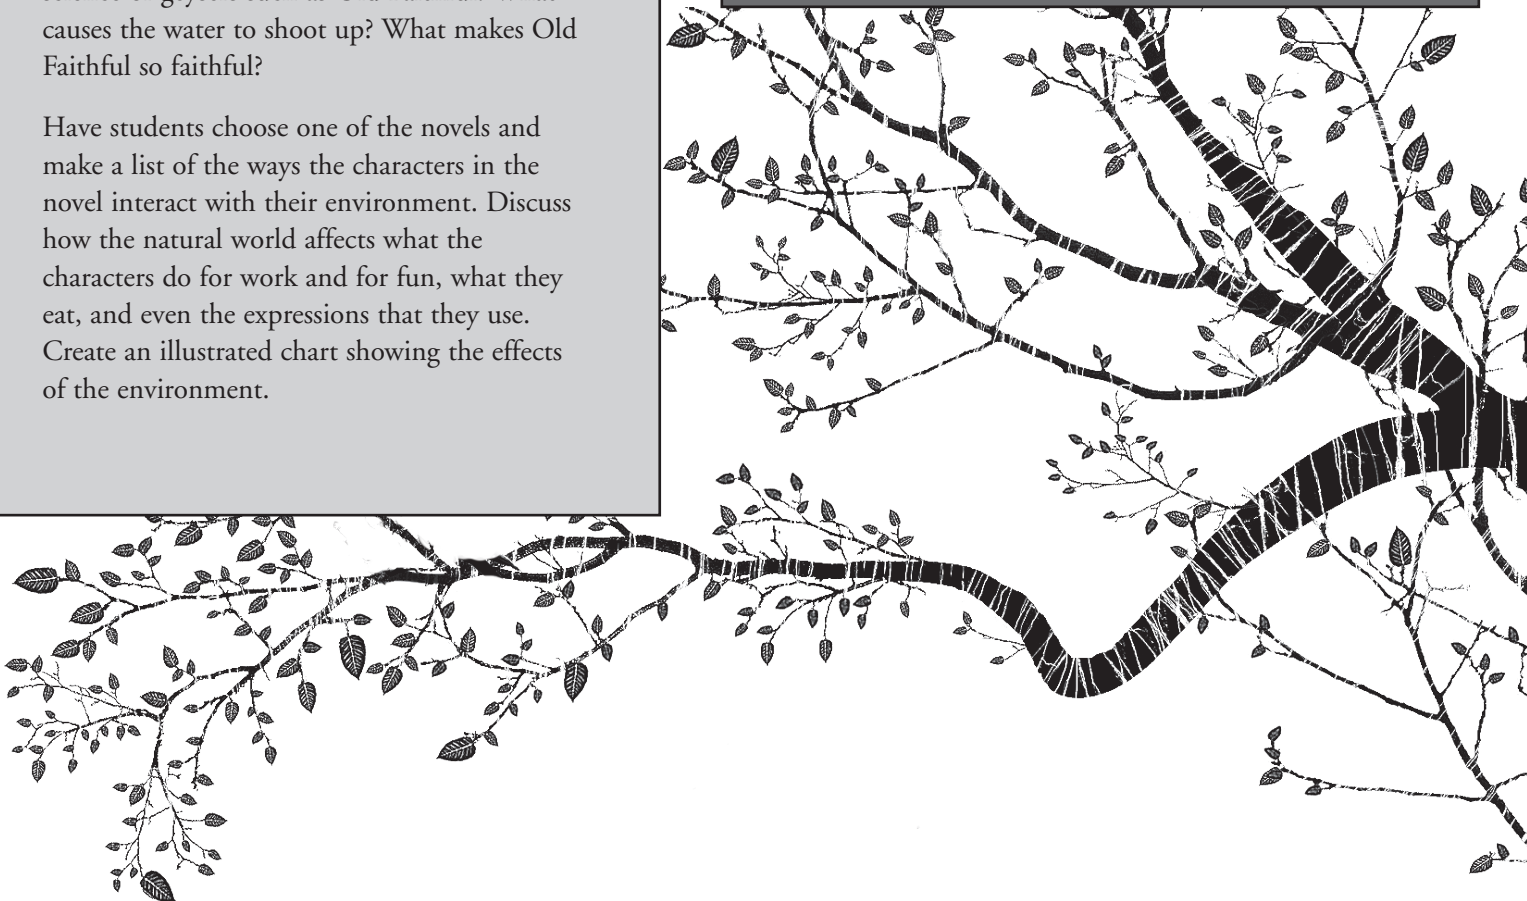 causes the water to shoot up? What makes Old
Faithful so faithful?
Have students choose one of the novels and
make a list of the ways the characters in the
novel interact with their environment. Discuss
how the natural world affects what the
characters do for work and for fun, what they
eat, and even the expressions that they use.
Create an illustrated chart showing the effects
of the environment.